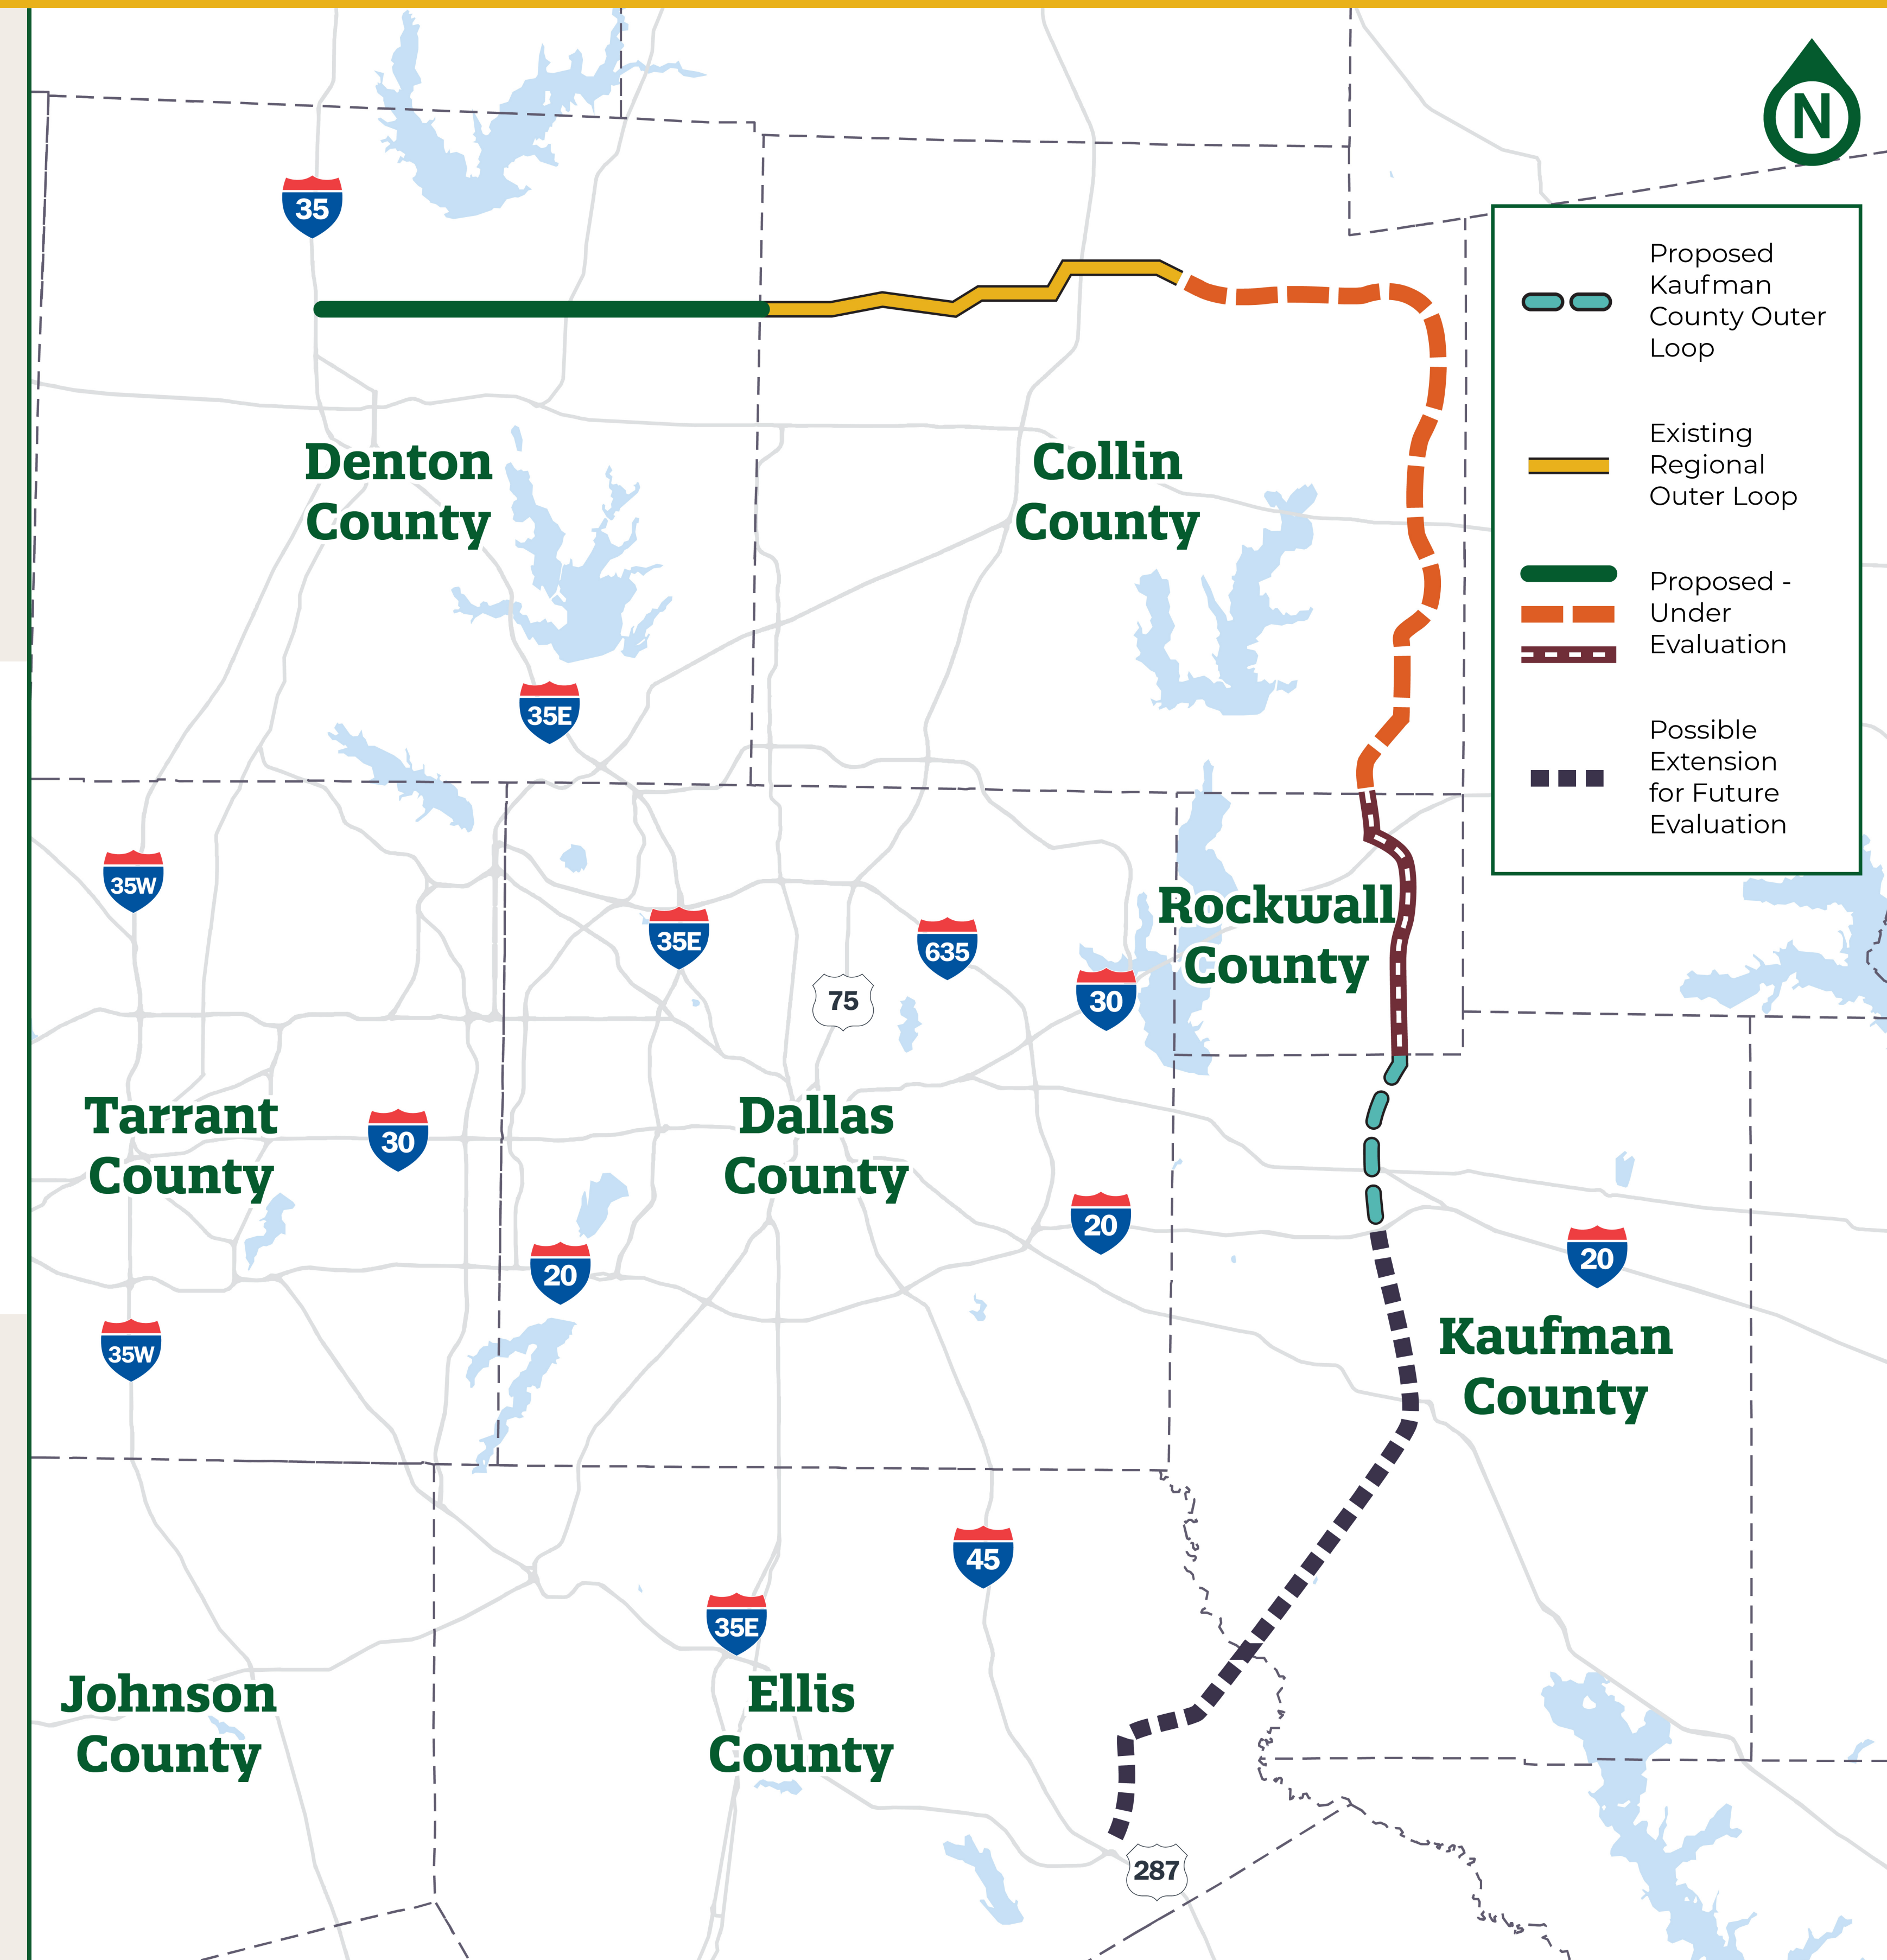 N
35
Proposed
Kaufman
County Outer
Loop
Existing
Regional
Outer Loop
Proposed -
Under
Evaluation
Possible
Extension
for Future
Evaluation
Denton
County
Collin
County
35E
35W
35E
635
75
30
Rockwall
County
Tarrant
County
30
Dallas
County
20
20
20
35W
Kaufman
County
45
35E
Johnson
County
Ellis
County
287